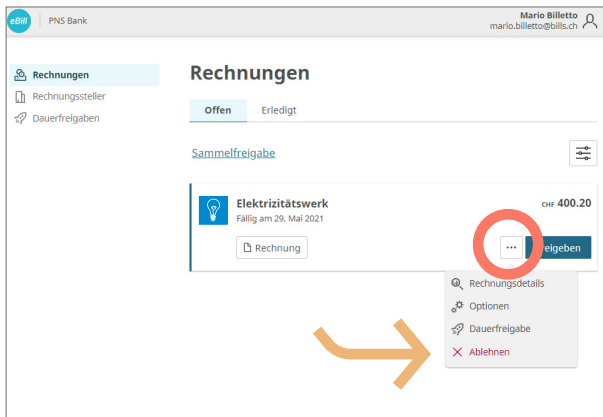 eBill PNS Bank
Mario Billetto
mario.billetto@bills.ch
Rechnungen
Rechnungssteller
Dauerfreigaben
Rechnungen
Offen Erledigt
Sammelfreigabe
Elektrizitätswerk
Fällig am 29. Mai 2021
CHF 400.20
Rechnung
... reigeben
Rechnungsdetails
Optionen
Dauerfreigabe
Ablehnen